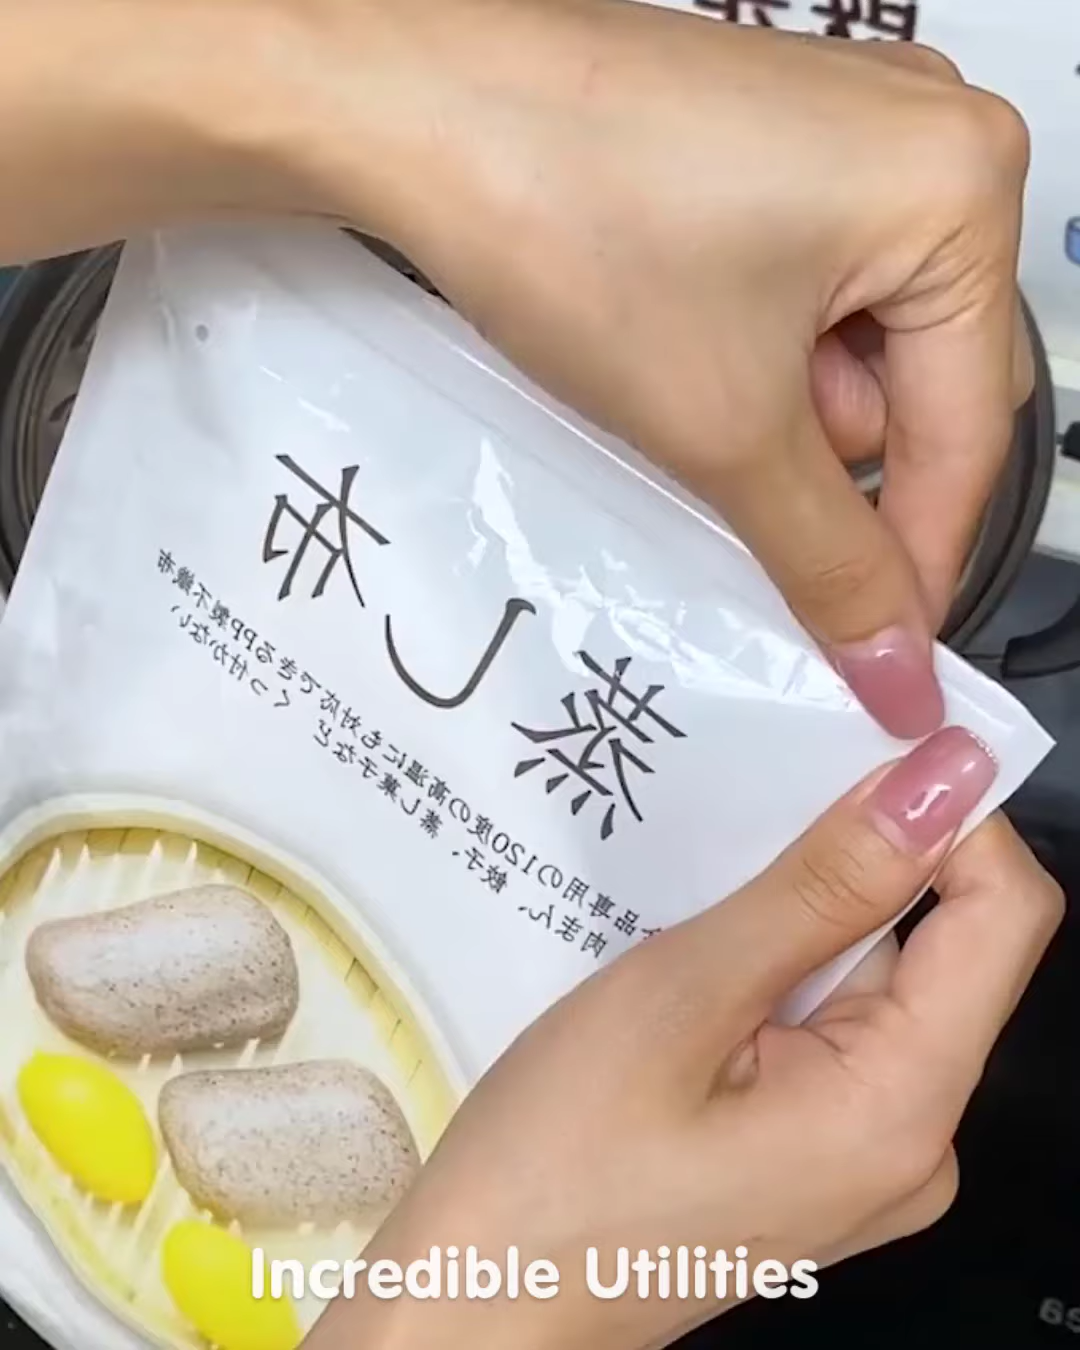 蒸し布
品専用の120度の高温にも対応できるPP製不織布
肉まん、餃子、蒸し菓子など くっ付かない、
Incredible Utilities